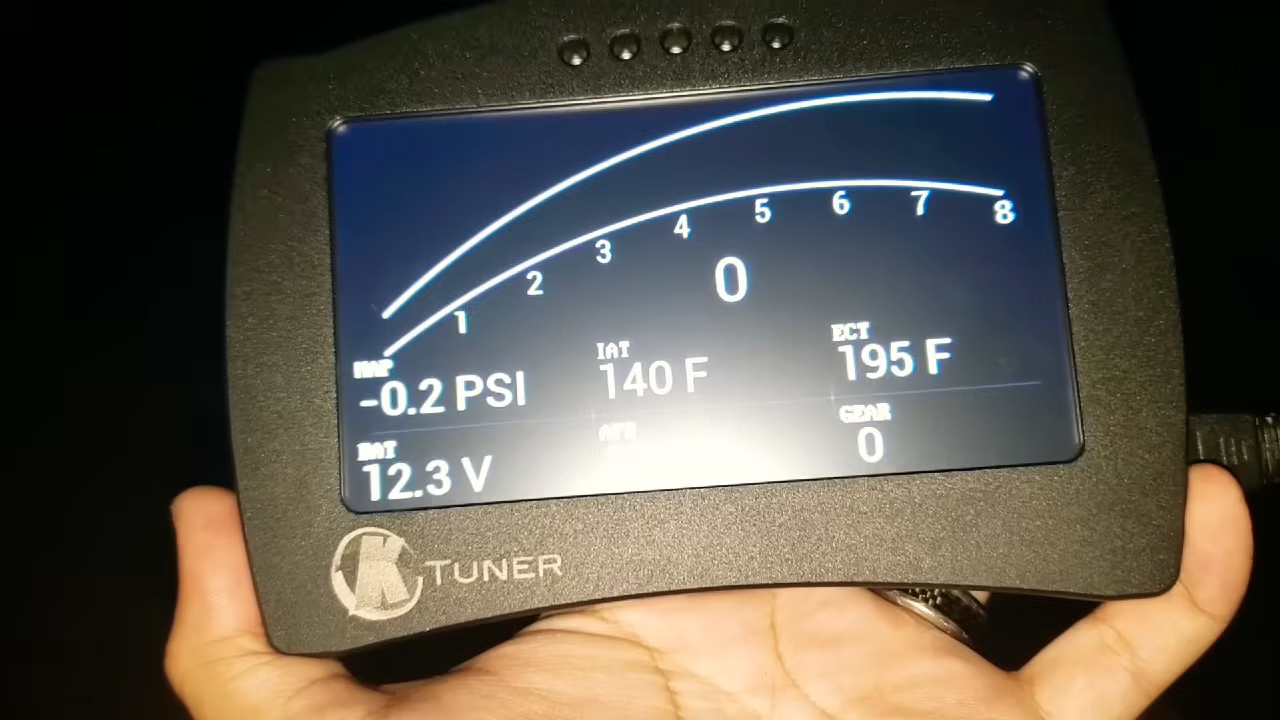 1 2 3 4 5 6 7 8
0
MAP IAT ECT
-0.2 PSI 140 F 195 F
BAT AFR GEAR
12.3 V 0
K TUNER